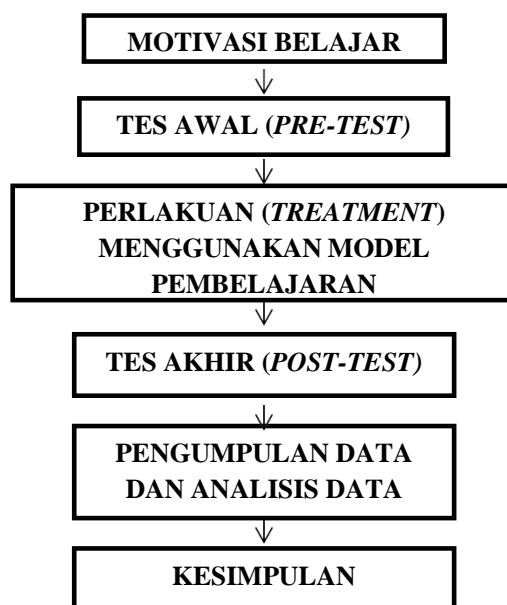 MOTIVASI BELAJAR
TES AWAL (PRE-TEST)
PERLAKUAN (TREATMENT)
MENGGUNAKAN MODEL
PEMBELAJARAN
TES AKHIR (POST-TEST)
PENGUMPULAN DATA
DAN ANALISIS DATA
KESIMPULAN